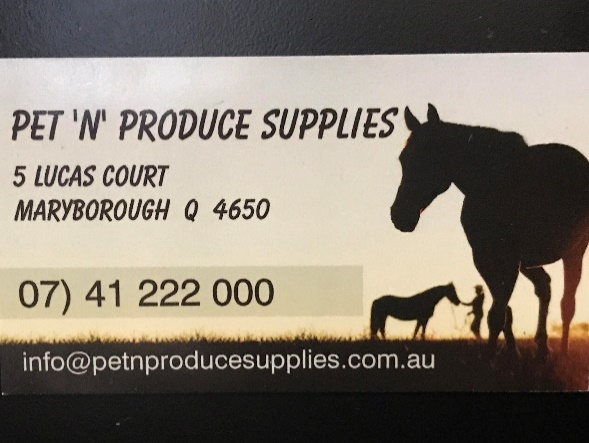 PET 'N' PRODUCE SUPPLIES
5 LUCAS COURT
MARYBOROUGH Q 4650
07) 41 222 000
info@petnproducesupplies.com.au